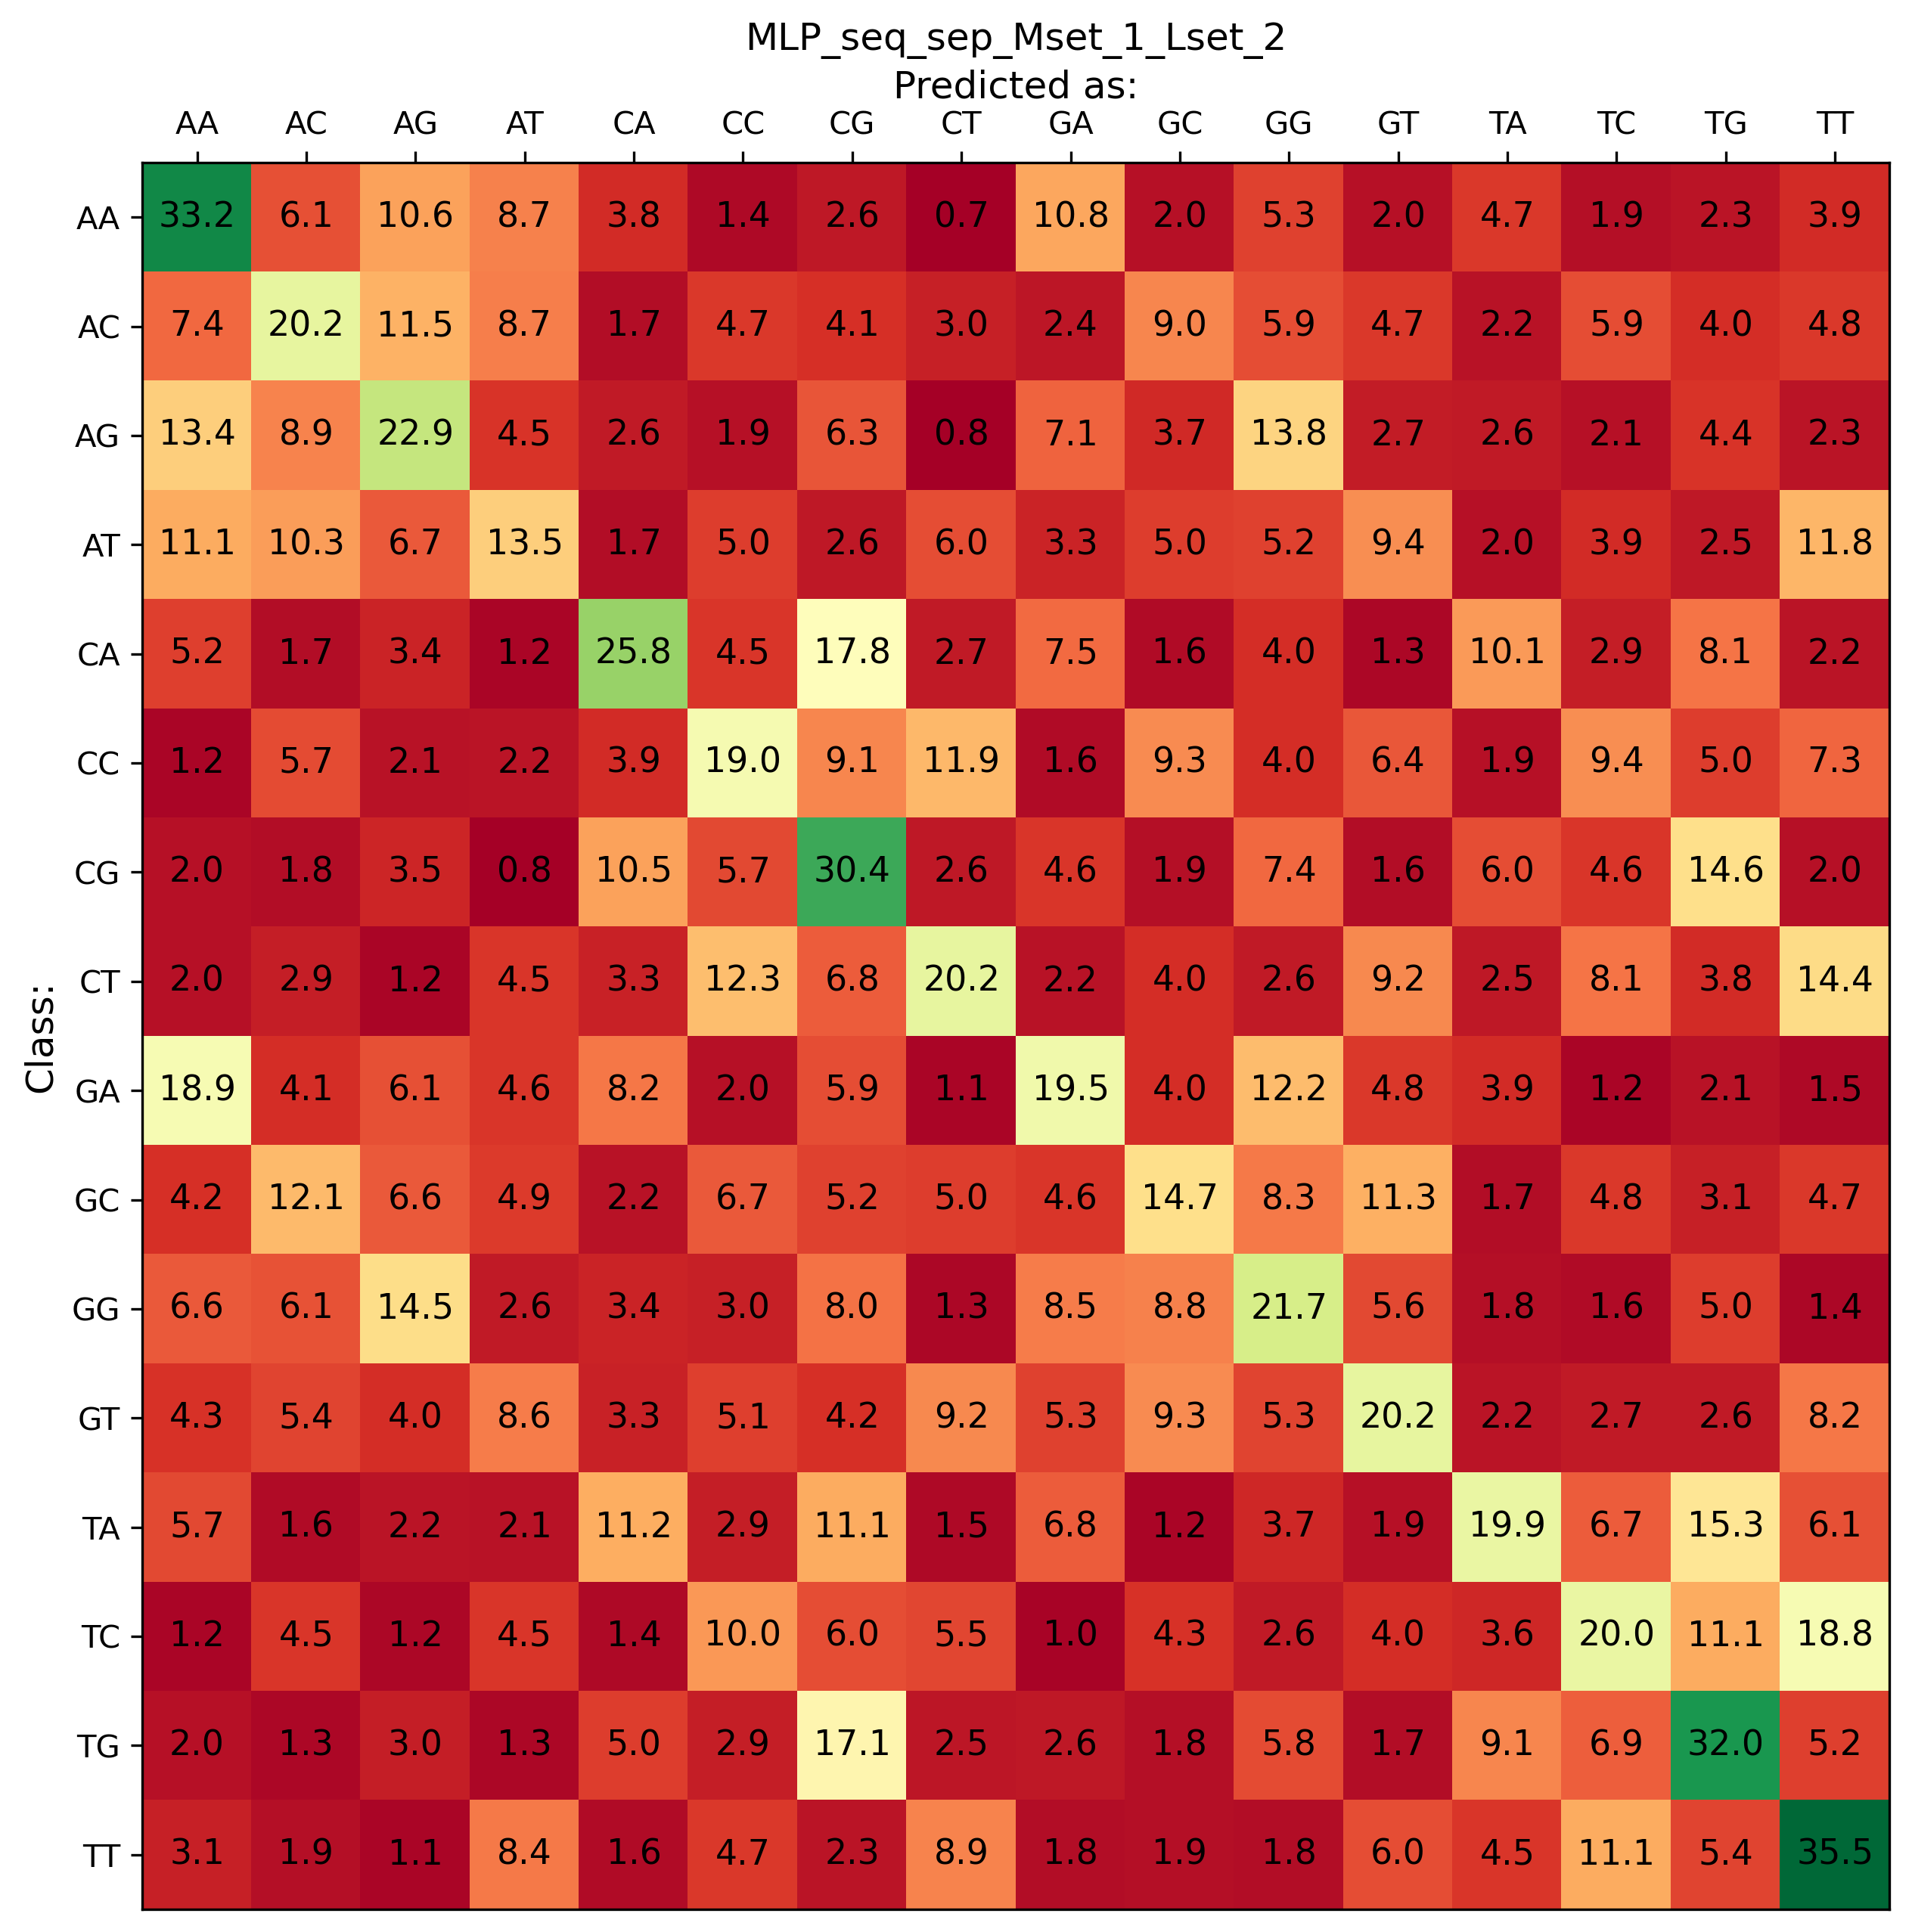 MLP_seq_sep_Mset_1_Lset_2
Predicted as:
AA AC AG AT CA CC CG CT GA GC GG GT TA TC TG TT
AA 33.2 6.1 10.6 8.7 3.8 1.4 2.6 0.7 10.8 2.0 5.3 2.0 4.7 1.9 2.3 3.9
AC 7.4 20.2 11.5 8.7 1.7 4.7 4.1 3.0 2.4 9.0 5.9 4.7 2.2 5.9 4.0 4.8
AG 13.4 8.9 22.9 4.5 2.6 1.9 6.3 0.8 7.1 3.7 13.8 2.7 2.6 2.1 4.4 2.3
AT 11.1 10.3 6.7 13.5 1.7 5.0 2.6 6.0 3.3 5.0 5.2 9.4 2.0 3.9 2.5 11.8
CA 5.2 1.7 3.4 1.2 25.8 4.5 17.8 2.7 7.5 1.6 4.0 1.3 10.1 2.9 8.1 2.2
CC 1.2 5.7 2.1 2.2 3.9 19.0 9.1 11.9 1.6 9.3 4.0 6.4 1.9 9.4 5.0 7.3
CG 2.0 1.8 3.5 0.8 10.5 5.7 30.4 2.6 4.6 1.9 7.4 1.6 6.0 4.6 14.6 2.0
CT 2.0 2.9 1.2 4.5 3.3 12.3 6.8 20.2 2.2 4.0 2.6 9.2 2.5 8.1 3.8 14.4
Class:
GA 18.9 4.1 6.1 4.6 8.2 2.0 5.9 1.1 19.5 4.0 12.2 4.8 3.9 1.2 2.1 1.5
GC 4.2 12.1 6.6 4.9 2.2 6.7 5.2 5.0 4.6 14.7 8.3 11.3 1.7 4.8 3.1 4.7
GG 6.6 6.1 14.5 2.6 3.4 3.0 8.0 1.3 8.5 8.8 21.7 5.6 1.8 1.6 5.0 1.4
GT 4.3 5.4 4.0 8.6 3.3 5.1 4.2 9.2 5.3 9.3 5.3 20.2 2.2 2.7 2.6 8.2
TA 5.7 1.6 2.2 2.1 11.2 2.9 11.1 1.5 6.8 1.2 3.7 1.9 19.9 6.7 15.3 6.1
TC 1.2 4.5 1.2 4.5 1.4 10.0 6.0 5.5 1.0 4.3 2.6 4.0 3.6 20.0 11.1 18.8
TG 2.0 1.3 3.0 1.3 5.0 2.9 17.1 2.5 2.6 1.8 5.8 1.7 9.1 6.9 32.0 5.2
TT 3.1 1.9 1.1 8.4 1.6 4.7 2.3 8.9 1.8 1.9 1.8 6.0 4.5 11.1 5.4 35.5